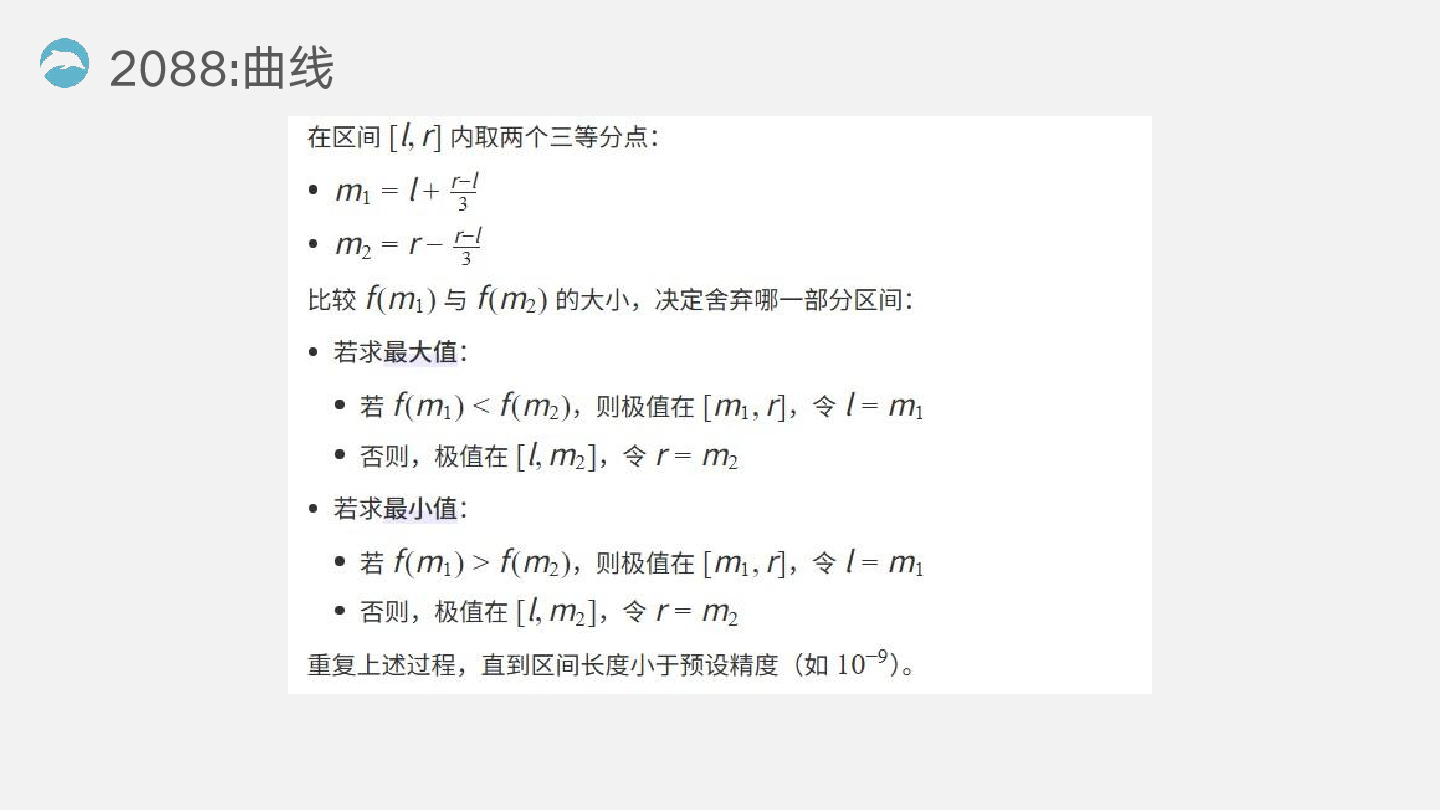 2088:曲线
在区间 [l, r] 内取两个三等分点：
• m₁ = l + (r−l)/3
• m₂ = r − (r−l)/3
比较 f(m₁) 与 f(m₂) 的大小，决定舍弃哪一部分区间：
• 若求最大值：
• 若 f(m₁) < f(m₂)，则极值在 [m₁, r]，令 l = m₁
• 否则，极值在 [l, m₂]，令 r = m₂
• 若求最小值：
• 若 f(m₁) > f(m₂)，则极值在 [m₁, r]，令 l = m₁
• 否则，极值在 [l, m₂]，令 r = m₂
重复上述过程，直到区间长度小于预设精度（如 10⁻⁹）。